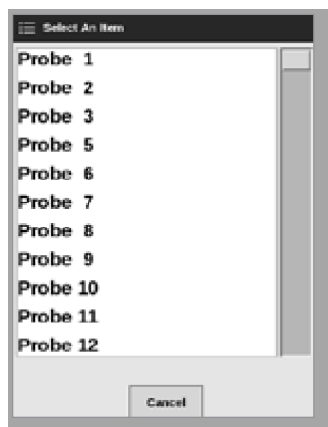 Select An Item
Probe 1
Probe 2
Probe 3
Probe 5
Probe 6
Probe 7
Probe 8
Probe 9
Probe 10
Probe 11
Probe 12
Cancel